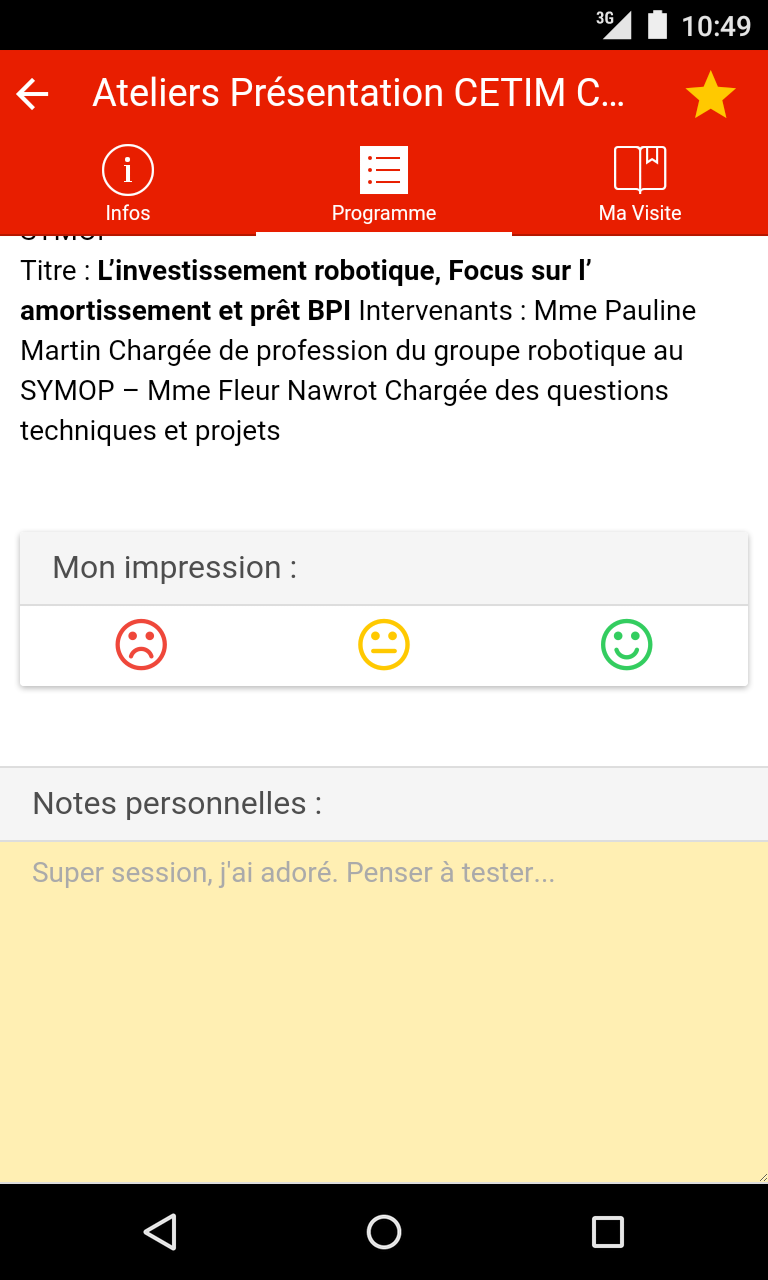 3G 10:49
Ateliers Présentation CETIM C...
Infos Programme Ma Visite
Titre : L’investissement robotique, Focus sur l’
amortissement et prêt BPI Intervenants : Mme Pauline
Martin Chargée de profession du groupe robotique au
SYMOP – Mme Fleur Nawrot Chargée des questions
techniques et projets
Mon impression :
Notes personnelles :
Super session, j'ai adoré. Penser à tester...